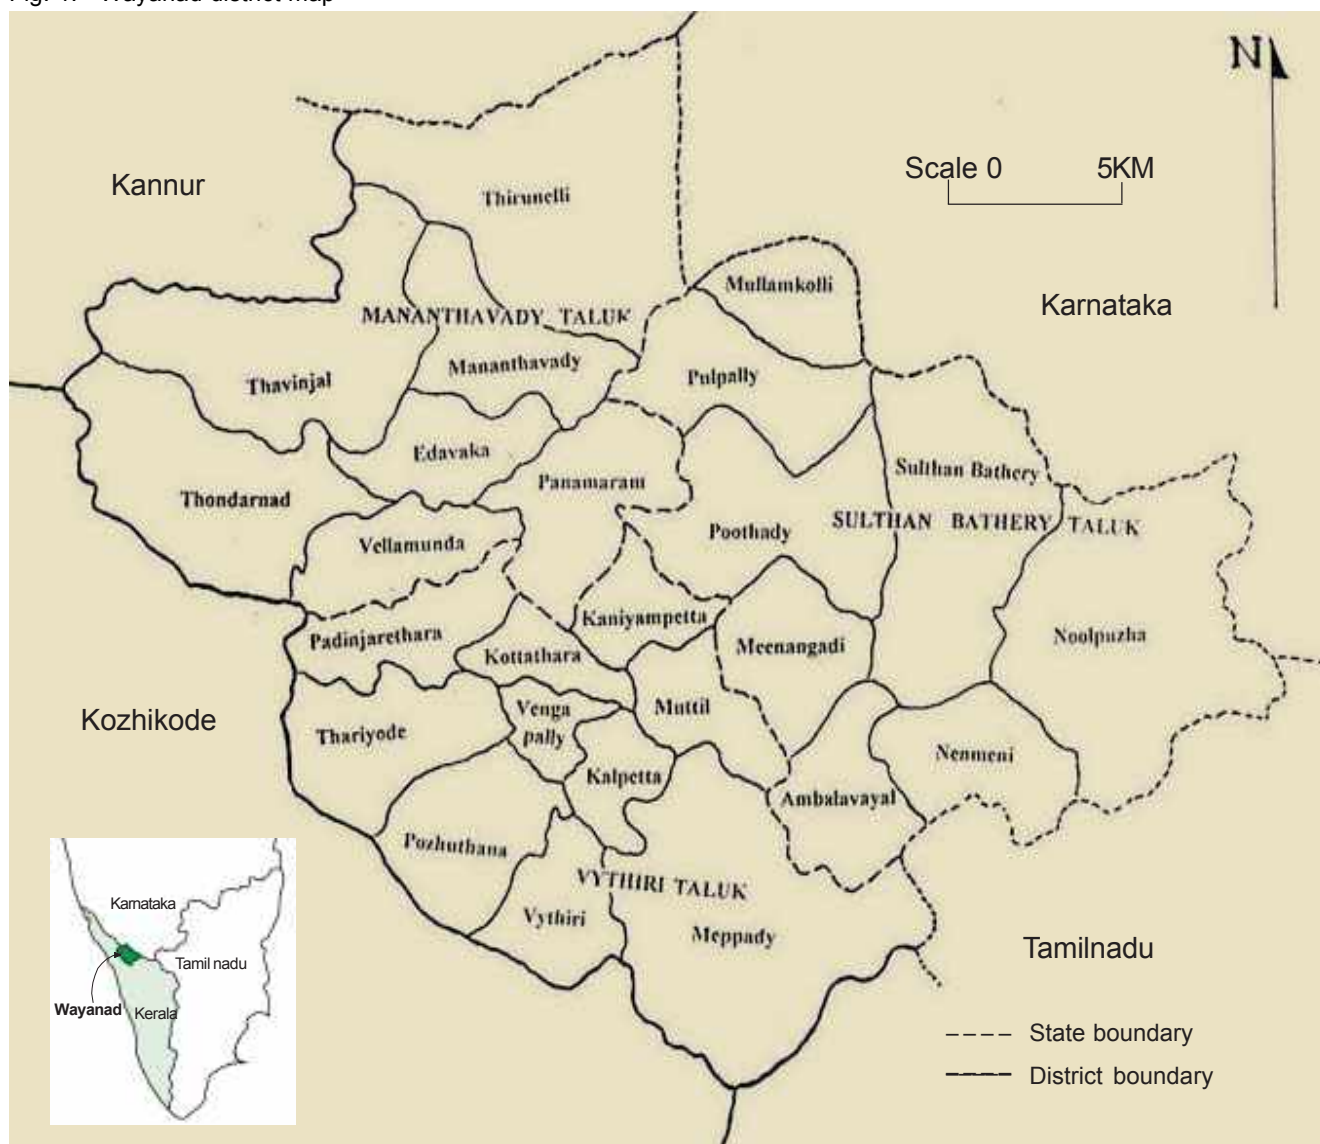 Fig. 1. Wayanad district map
N
Scale 0 5KM
Kannur
Thirunelli
Mullamkolli
Karnataka
MANANTHAVADY TALUK
Mananthavady
Thavinjal
Pulpally
Edavaka
Sulthan Bathery
Panamaram
Thondarnad
SULTHAN BATHERY TALUK
Poothady
Vellamunda
Kaniyampetta
Padinjarethara
Noolpuzha
Meenangadi
Kottathara
Kozhikode
Venga
pally
Muttil
Thariyode
Nenmeni
Kalpetta
Ambalavayal
Pozhuthana
VYTHIRI TALUK
Vythiri
Meppady
Tamilnadu
Karnataka
Tamil nadu
Wayanad
Kerala
State boundary
District boundary